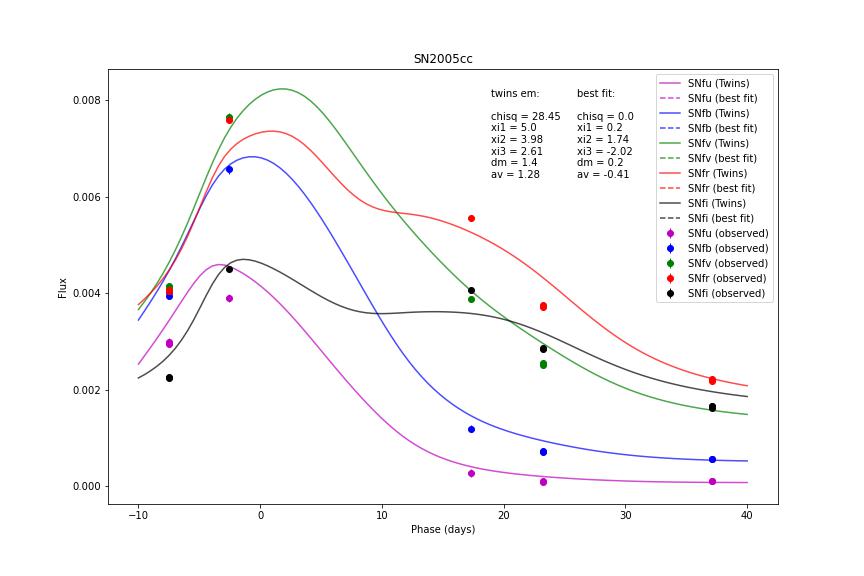 SN2005cc
twins em:
chisq = 28.45
xi1 = 5.0
xi2 = 3.98
xi3 = 2.61
dm = 1.4
av = 1.28
best fit:
chisq = 0.0
xi1 = 0.2
xi2 = 1.74
xi3 = -2.02
dm = 0.2
av = -0.41
SNfu (Twins)
SNfu (best fit)
SNfb (Twins)
SNfb (best fit)
SNfv (Twins)
SNfv (best fit)
SNfr (Twins)
SNfr (best fit)
SNfi (Twins)
SNfi (best fit)
SNfu (observed)
SNfb (observed)
SNfv (observed)
SNfr (observed)
SNfi (observed)
Flux
0.008
0.006
0.004
0.002
0.000
−10
0
10
20
30
40
Phase (days)